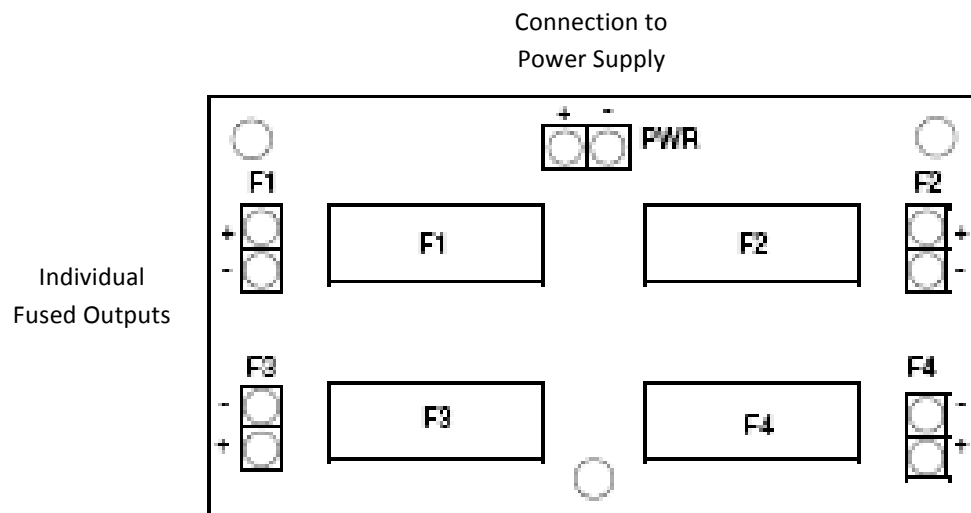 Connection to
Power Supply
+ -
PWR
F1 F2
+ F1 F2 +
- -
Individual
Fused Outputs
F3 F4
- F3 F4 -
+ +